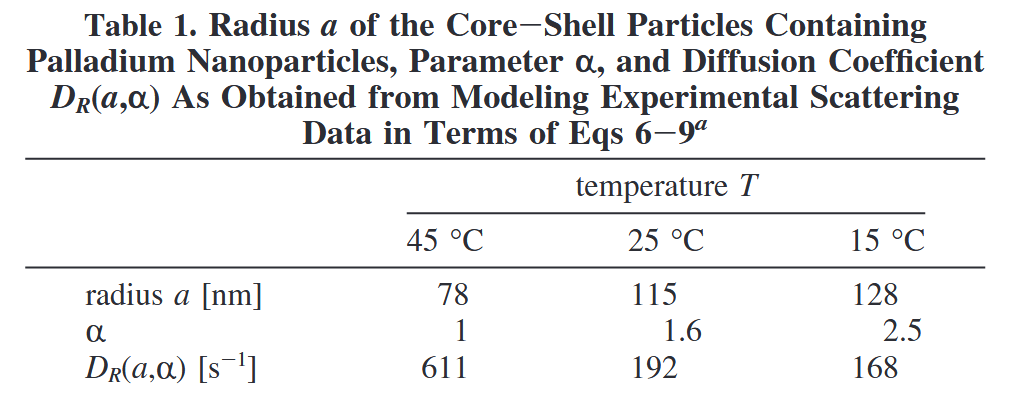 Table 1. Radius a of the Core−Shell Particles Containing
Palladium Nanoparticles, Parameter α, and Diffusion Coefficient
D_R(a,α) As Obtained from Modeling Experimental Scattering
Data in Terms of Eqs 6−9^a
temperature T
45 °C 25 °C 15 °C
radius a [nm] 78 115 128
α 1 1.6 2.5
D_R(a,α) [s⁻¹] 611 192 168